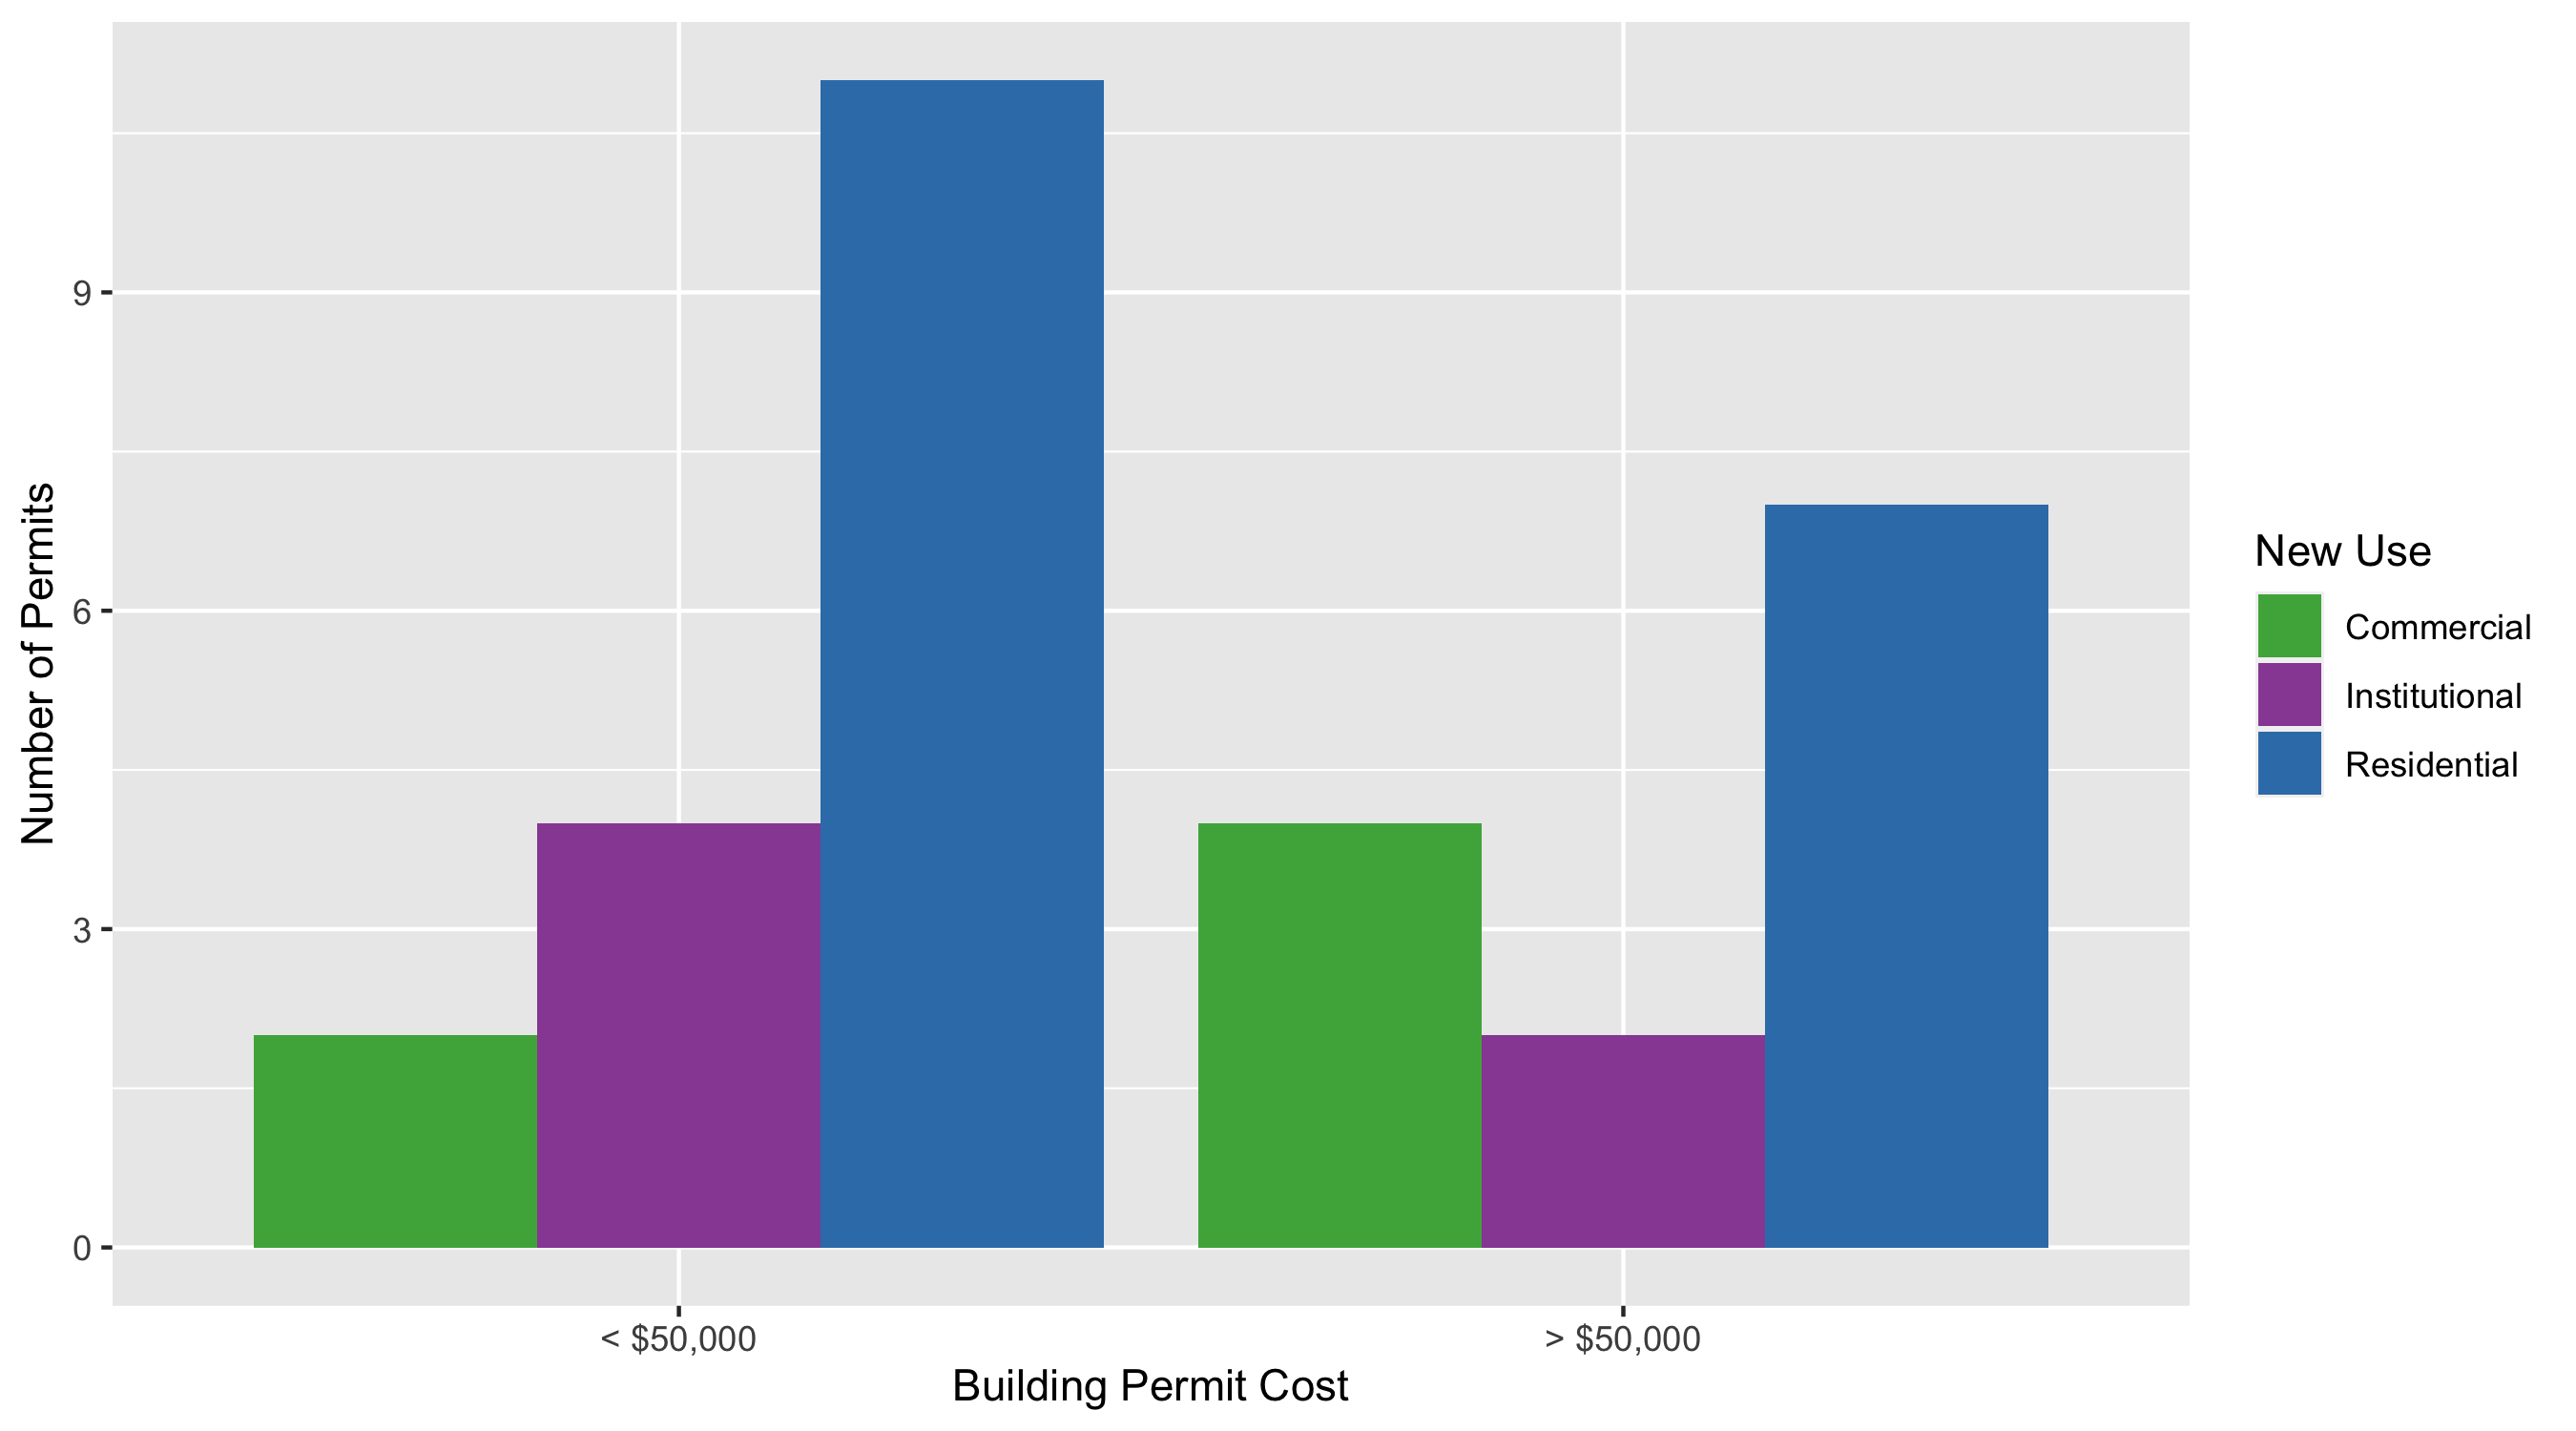 9
6
3
0
Number of Permits
< $50,000
> $50,000
Building Permit Cost
New Use
Commercial
Institutional
Residential